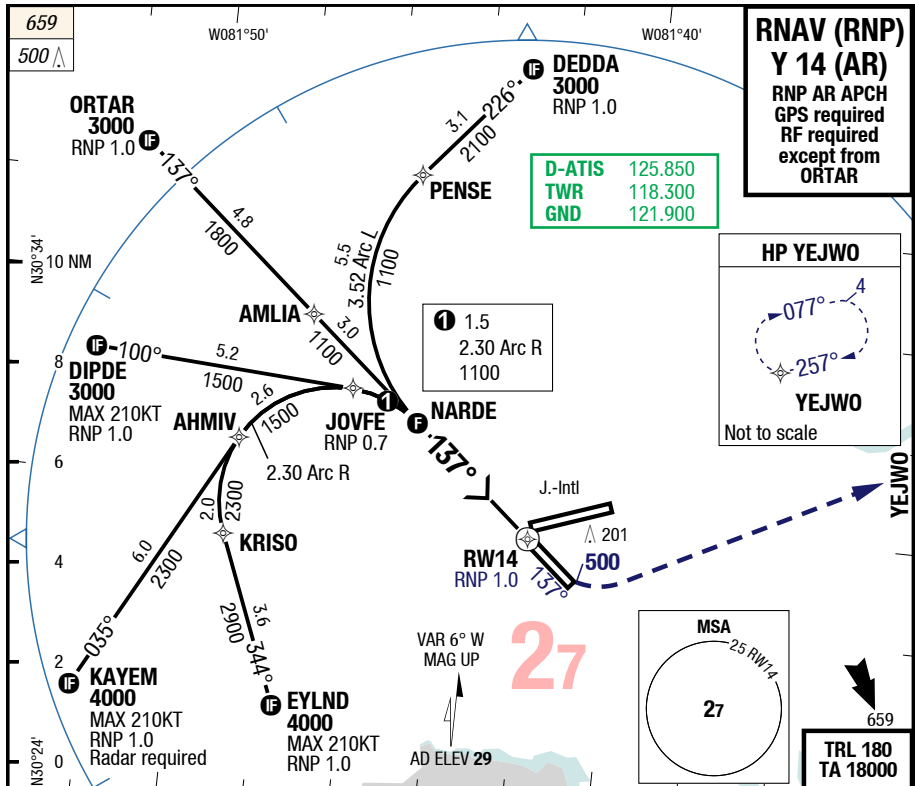 659
500
W081°50'
W081°40'
RNAV (RNP)
Y 14 (AR)
RNP AR APCH
GPS required
RF required
except from
ORTAR
ORTAR
3000
RNP 1.0
IF
137°
4.8
1800
IF
DEDDA
3000
RNP 1.0
226°
3.1
2100
PENSE
D-ATIS 125.850
TWR 118.300
GND 121.900
5.5
3.52 Arc L
1100
N30°34'
10 NM
AMLIA
3.0
1100
1 1.5
2.30 Arc R
1100
HP YEJWO
077°
4
257°
YEJWO
Not to scale
8
IF
100°
5.2
1500
DIPDE
3000
MAX 210KT
RNP 1.0
2.6
1500
AHMIV
JOVFE
RNP 0.7
1
F
NARDE
137°
2.30 Arc R
6
2.0
2300
KRISO
J.-Intl
201
RW14
RNP 1.0
137°
500
YEJWO
4
6.0
2300
035°
3.6
2900
344°
2
IF
KAYEM
4000
MAX 210KT
RNP 1.0
Radar required
IF
EYLND
4000
MAX 210KT
RNP 1.0
VAR 6° W
MAG UP
AD ELEV 29
27
MSA
25 RW14
27
659
TRL 180
TA 18000
N30°24'
0